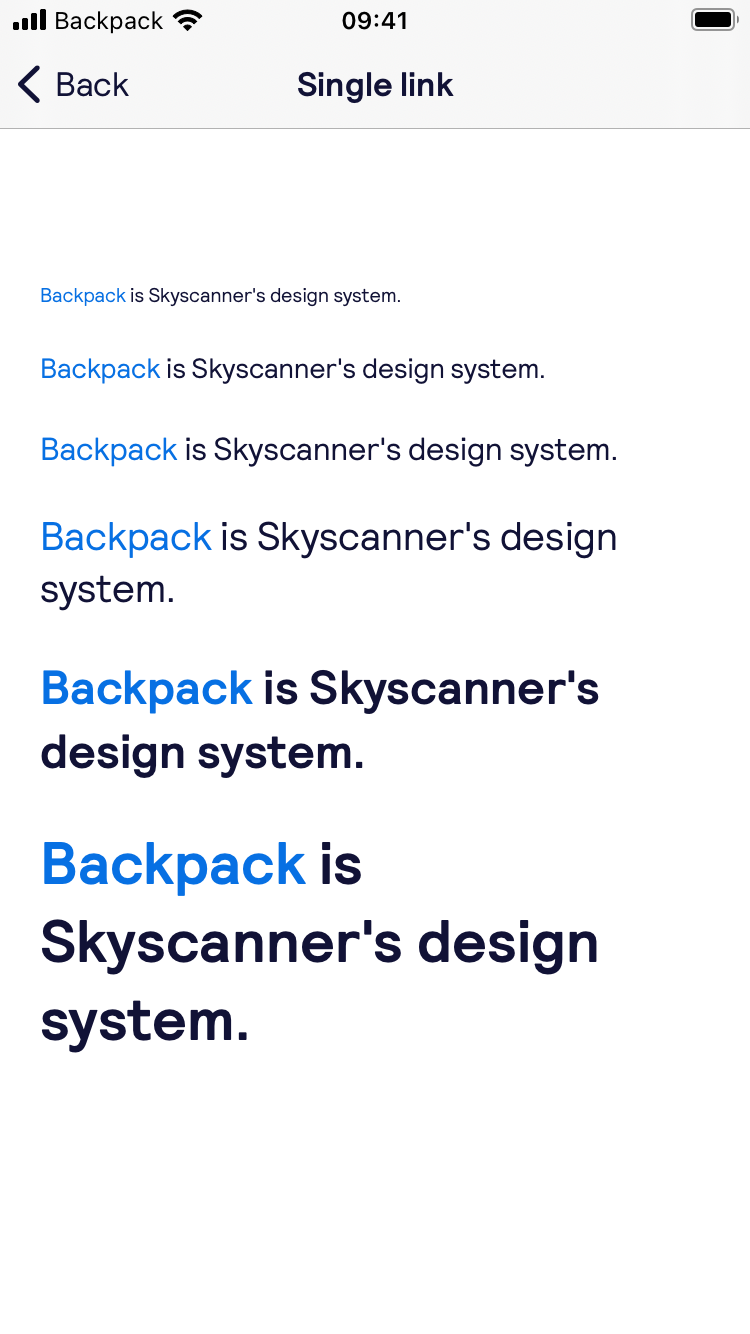 Backpack 09:41
Back Single link
Backpack is Skyscanner's design system.
Backpack is Skyscanner's design system.
Backpack is Skyscanner's design system.
Backpack is Skyscanner's design
system.
Backpack is Skyscanner's
design system.
Backpack is
Skyscanner's design
system.